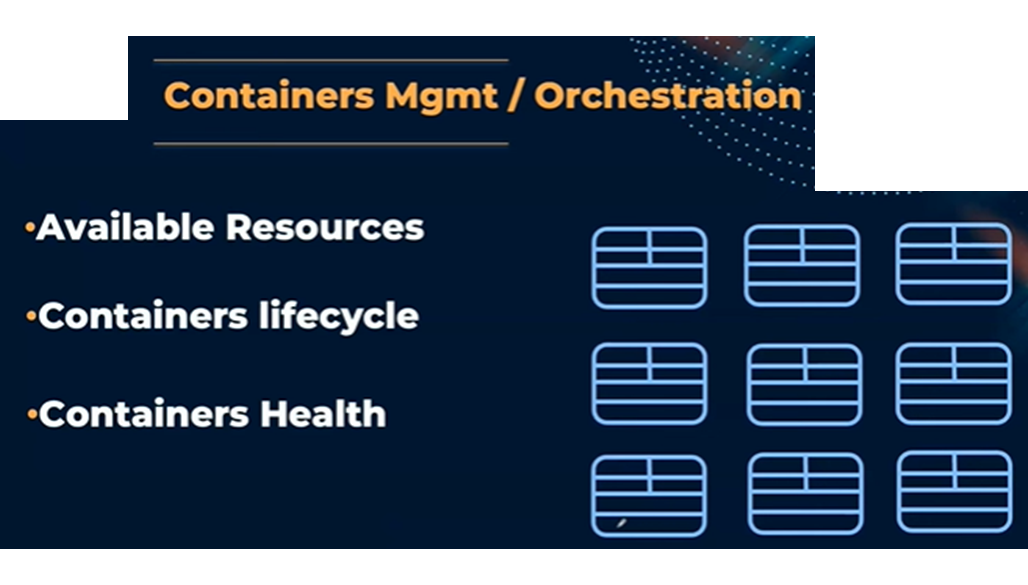 Containers Mgmt / Orchestration
•Available Resources
•Containers lifecycle
•Containers Health